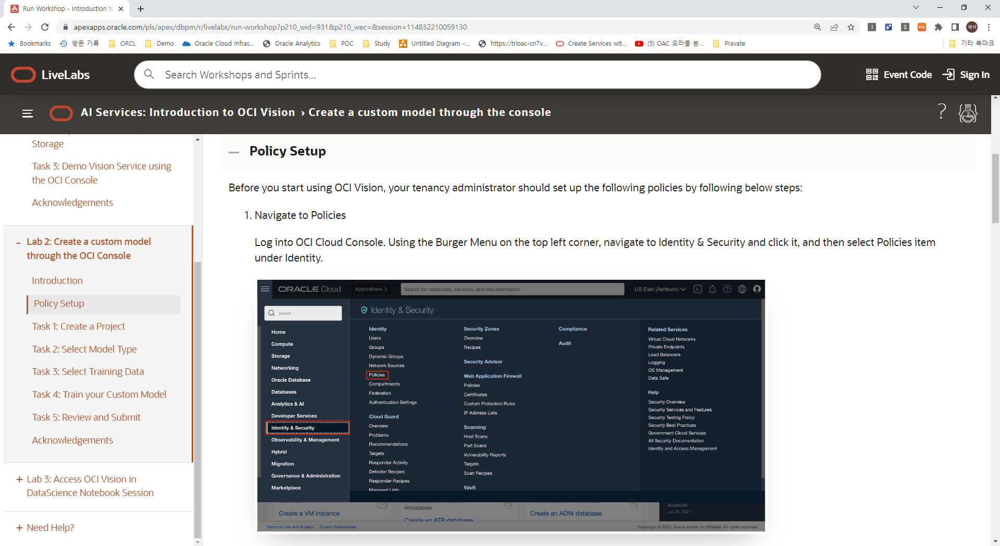 Run Workshop - Introduction to
apexapps.oracle.com/pls/apex/dbpm/r/livelabs/run-workshop?p210_wid=931&p210_wec=&session=114832210059130
재석
Bookmarks
방문 기록
ORCL
Demo
Oracle Cloud Infras...
Oracle Analytics
POC
Study
Untitled Diagram -...
https://trioac-cn7v...
Create Services wit...
(5) OAC 오라클 분...
Pravate
기타 북마크
LiveLabs
Search Workshops and Sprints...
Event Code
Sign In
AI Services: Introduction to OCI Vision › Create a custom model through the console
Storage
Task 3: Demo Vision Service using
the OCI Console
Acknowledgements
– Lab 2: Create a custom model
through the OCI Console
Introduction
Policy Setup
Task 1: Create a Project
Task 2: Select Model Type
Task 3: Select Training Data
Task 4: Train your Custom Model
Task 5: Review and Submit
Acknowledgements
+ Lab 3: Access OCI Vision in
DataScience Notebook Session
+ Need Help?
— Policy Setup
Before you start using OCI Vision, your tenancy administrator should set up the following policies by following below steps:
1. Navigate to Policies
Log into OCI Cloud Console. Using the Burger Menu on the top left corner, navigate to Identity & Security and click it, and then select Policies item
under Identity.
ORACLE Cloud
Applications
Search for resources, services, and documentation
US East (Ashburn)
Search
Home
Compute
Storage
Networking
Oracle Database
Databases
Analytics & AI
Developer Services
Identity & Security
Observability & Management
Hybrid
Migration
Governance & Administration
Marketplace
Identity & Security
Identity
Users
Groups
Dynamic Groups
Network Sources
Policies
Compartments
Federation
Authentication Settings
Cloud Guard
Overview
Problems
Recommendations
Targets
Responder Activity
Detector Recipes
Responder Recipes
Managed Lists
Security Zones
Overview
Recipes
Security Advisor
Web Application Firewall
Policies
Certificates
Custom Protection Rules
IP Address Lists
Scanning
Host Scans
Port Scans
Vulnerability Reports
Targets
Scan Recipes
Vault
Compliance
Audit
Related Services
Virtual Cloud Networks
Private Endpoints
Load Balancers
Logging
OS Management
Data Safe
Help
Security Overview
Security Services and Features
Security Testing Policy
Security Best Practices
Government Cloud Services
All Security Documentation
Identity and Access Management
Create a VM instance
PROCESSING
Create an ATP database
Create an ADW database
Available
Jul 28, 2021
Terms of Use and Privacy
Cookie Preferences
Copyright © 2021, Oracle and/or its affiliates. All rights reserved.